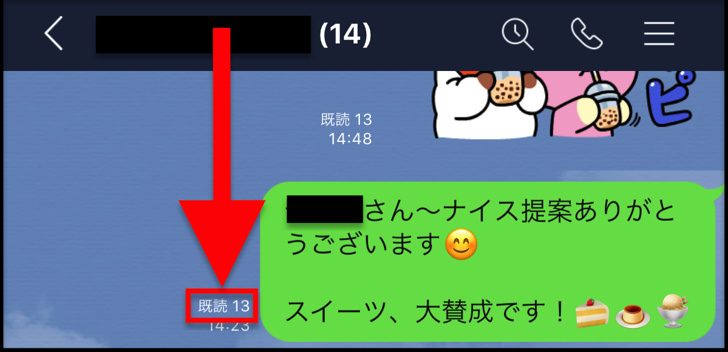 (14)
ピ
既読 13
14:48
さん〜ナイス提案ありがと
うございます😊
スイーツ、大賛成です！🍰🍮🍨
既読 13
14:23